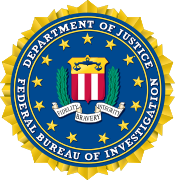 DEPARTMENT OF JUSTICE
FEDERAL BUREAU OF INVESTIGATION
FIDELITY BRAVERY INTEGRITY